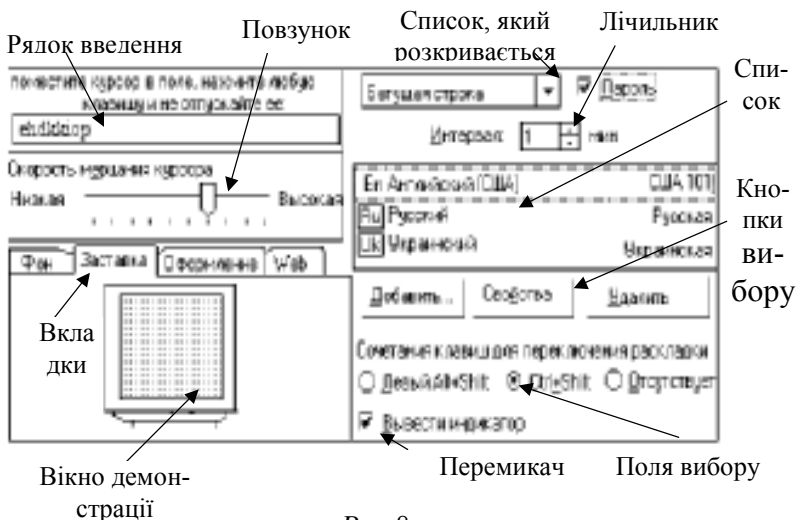 Рядок введення
Повзунок
Список, який
розкривається
Лічильник
Спи-
сок
поместите курсор в поле, нажмите любую
клавишу и не отпускайте ее:
Бегущая строка
Пароль
Интервал: 1 мин
Скорость мерцания курсора
Низкая Высокая
En Английский (США) США 101
Ru Русский Русская
Uk Украинский Украинская
Кно-
пки
ви-
бору
Фон Заставка Оформление Web
Добавить... Свойства Удалить
Вкла
дки
Сочетания клавиш для переключения раскладки
Левый Alt+Shift Ctrl+Shift Отсутствует
Вывести индикатор
Перемикач
Поля вибору
Вікно демон-
страції